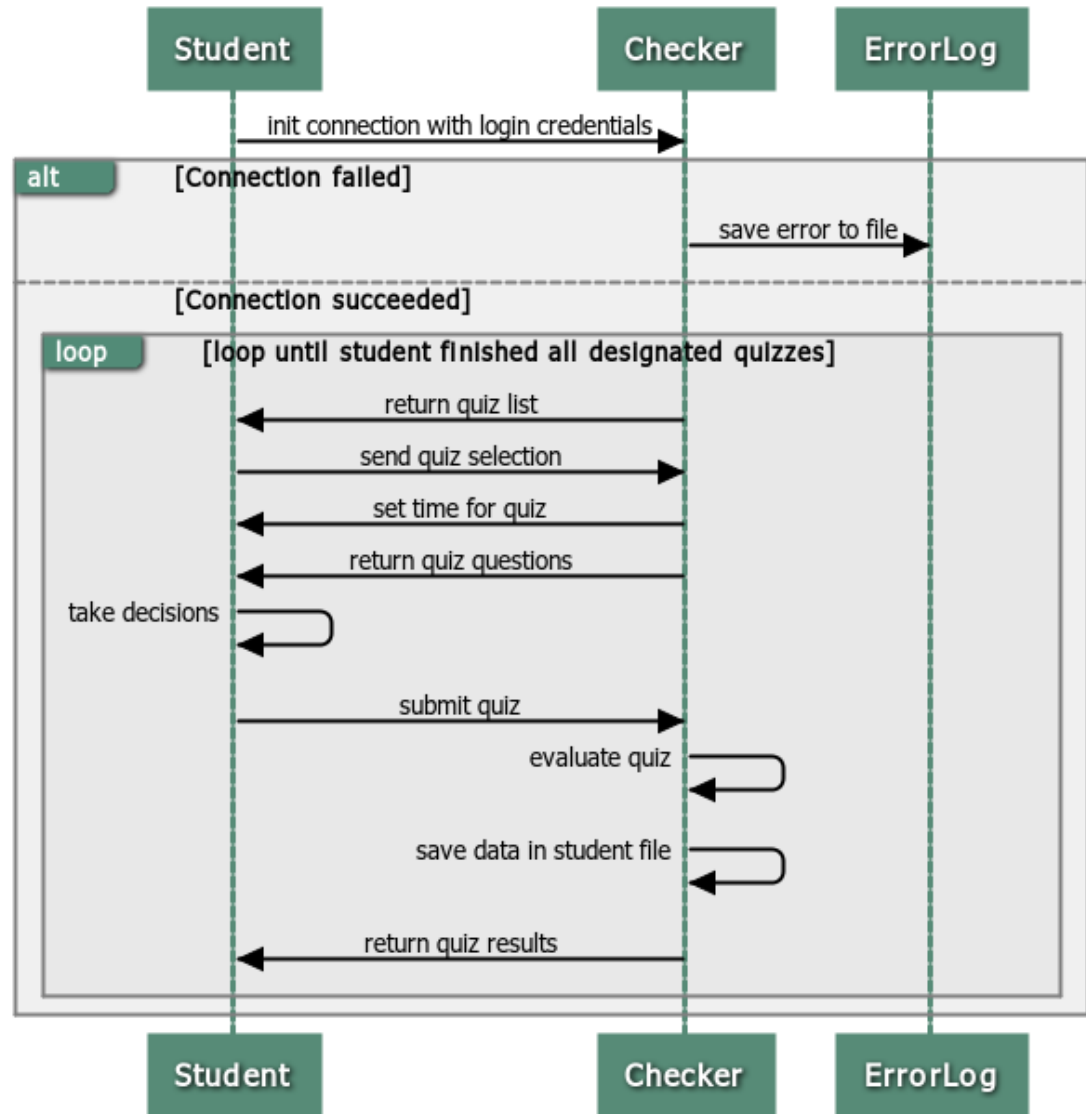 Student Checker ErrorLog
init connection with login credentials
alt [Connection failed]
save error to file
[Connection succeeded]
loop [loop until student finished all designated quizzes]
return quiz list
send quiz selection
set time for quiz
return quiz questions
take decisions
submit quiz
evaluate quiz
save data in student file
return quiz results
Student Checker ErrorLog